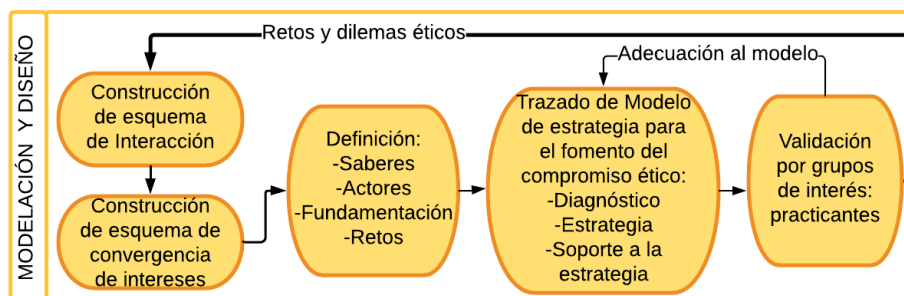 MODELACIÓN Y DISEÑO
Retos y dilemas éticos
Construcción
de esquema
de Interacción
Construcción
de esquema de
convergencia
de intereses
Definición:
-Saberes
-Actores
-Fundamentación
-Retos
Adecuación al modelo
Trazado de Modelo
de estrategia para
el fomento del
compromiso ético:
-Diagnóstico
-Estrategia
-Soporte a la
estrategia
Validación
por grupos
de interés:
practicantes